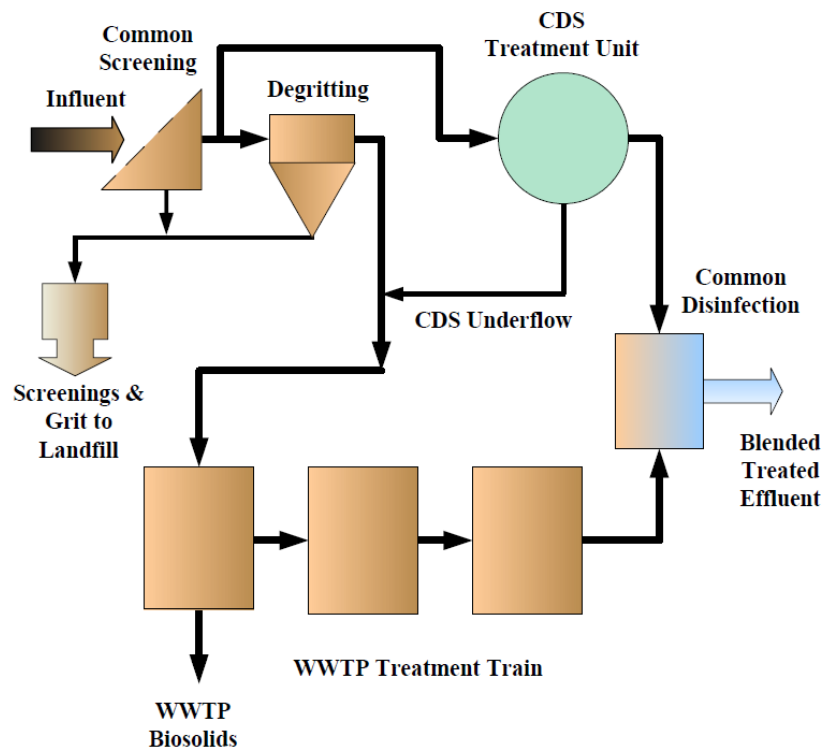 CDS
Treatment Unit
Common
Screening
Degritting
Influent
Common
Disinfection
CDS Underflow
Screenings &
Grit to
Landfill
Blended
Treated
Effluent
WWTP Treatment Train
WWTP
Biosolids